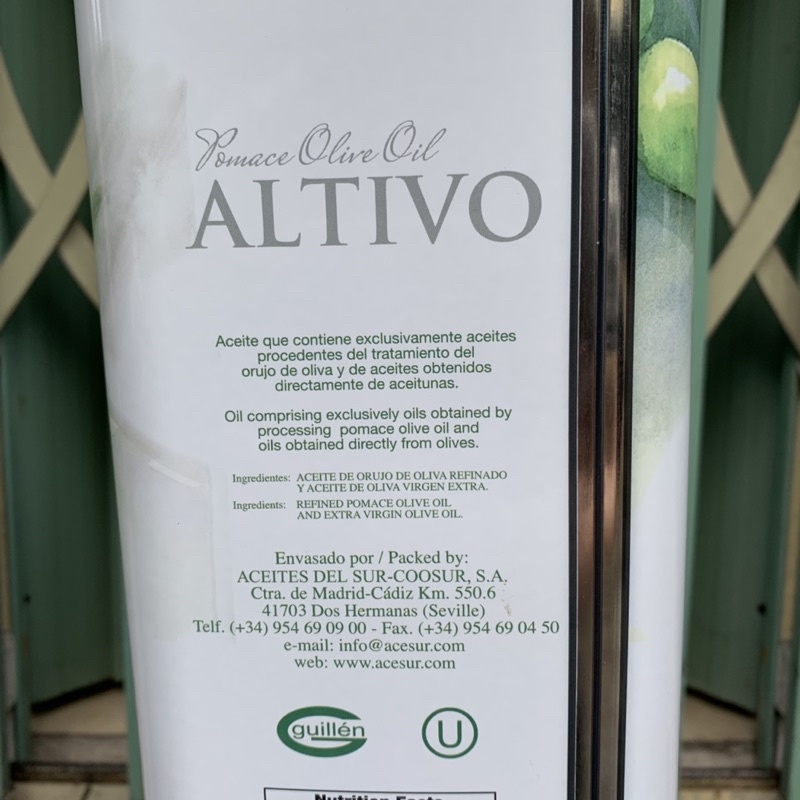 Pomace Olive Oil
ALTIVO
Aceite que contiene exclusivamente aceites
procedentes del tratamiento del
orujo de oliva y de aceites obtenidos
directamente de aceitunas.
Oil comprising exclusively oils obtained by
processing pomace olive oil and
oils obtained directly from olives.
Ingredientes: ACEITE DE ORUJO DE OLIVA REFINADO
Y ACEITE DE OLIVA VIRGEN EXTRA.
Ingredients: REFINED POMACE OLIVE OIL
AND EXTRA VIRGIN OLIVE OIL.
Envasado por / Packed by:
ACEITES DEL SUR-COOSUR, S.A.
Ctra. de Madrid-Cádiz Km. 550.6
41703 Dos Hermanas (Seville)
Telf. (+34) 954 69 09 00 - Fax. (+34) 954 69 04 50
e-mail: info@acesur.com
web: www.acesur.com
guillén U
Nutrition Facts